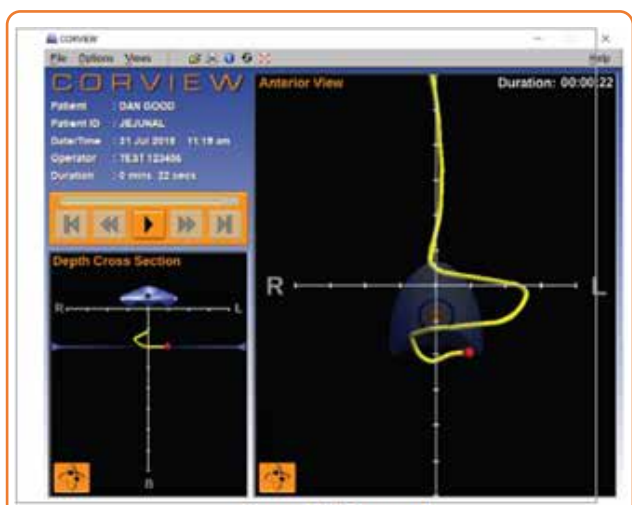 CORVIEW
File Options Views Help
CORVIEW
Patient : DAN GOOD
Patient ID : JEJUNAL
Date/Time : 31 Jul 2018 11:19 am
Operator : TEST 123456
Duration : 0 mins. 22 secs
Depth Cross Section
R L
Anterior View Duration: 00:00:22
R L